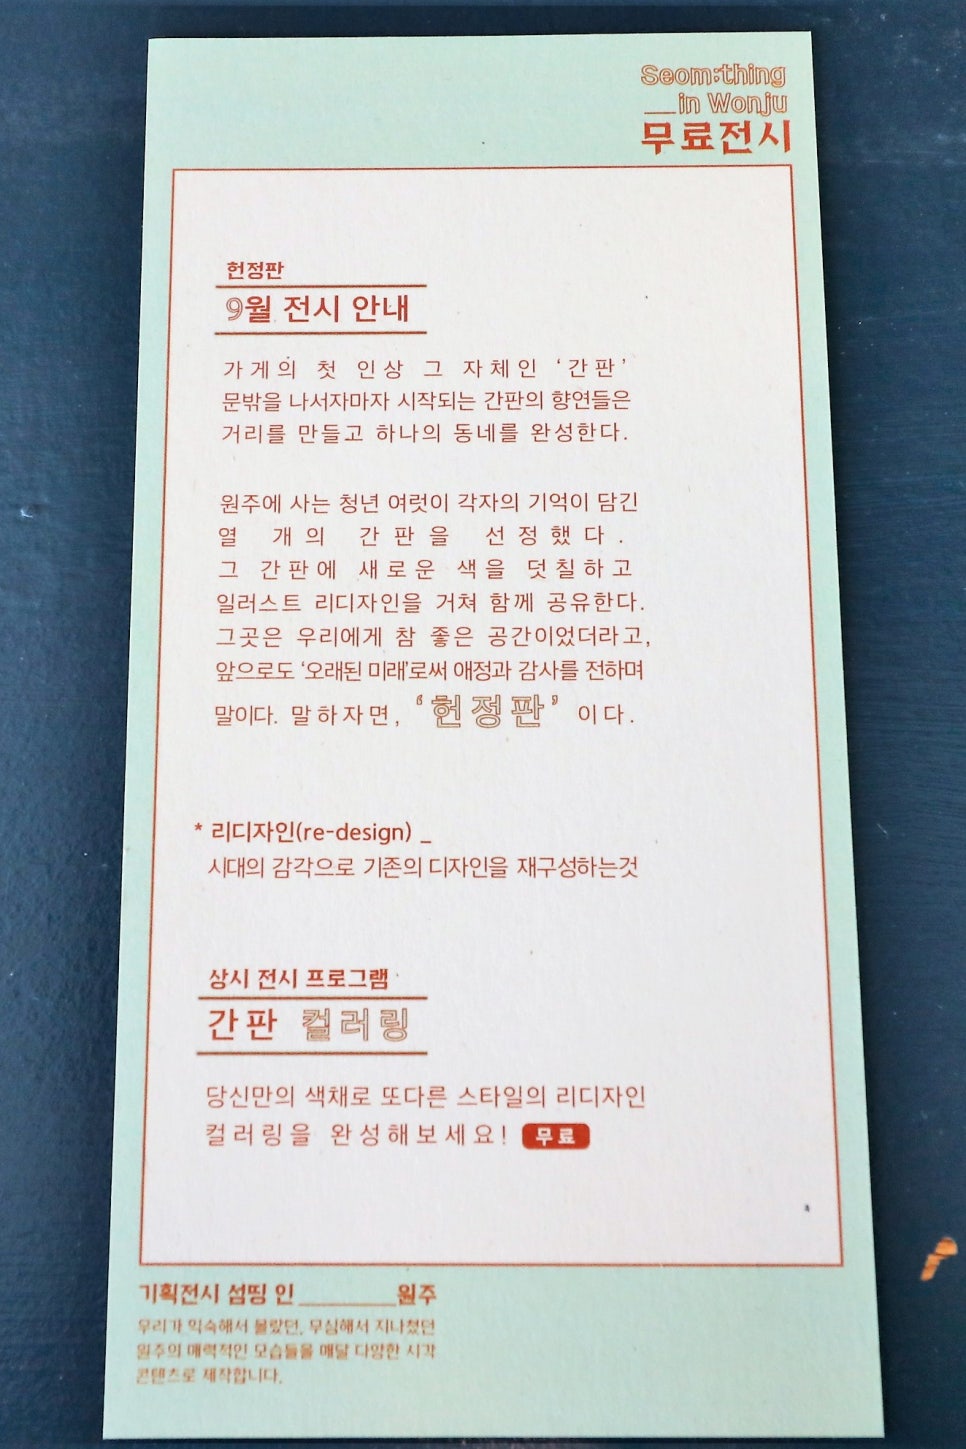 Seom:thing
__in Wonju
무료전시
헌정판
9월 전시 안내
가게의 첫 인상 그 자체인 '간판'
문밖을 나서자마자 시작되는 간판의 향연들은
거리를 만들고 하나의 동네를 완성한다.
원주에 사는 청년 여럿이 각자의 기억이 담긴
열 개의 간판을 선정했다.
그 간판에 새로운 색을 덧칠하고
일러스트 리디자인을 거쳐 함께 공유한다.
그곳은 우리에게 참 좋은 공간이었더라고,
앞으로도 '오래된 미래'로써 애정과 감사를 전하며
말이다. 말하자면, '헌정판' 이다.
* 리디자인(re-design) _
시대의 감각으로 기존의 디자인을 재구성하는것
상시 전시 프로그램
간판 컬러링
당신만의 색채로 또다른 스타일의 리디자인
컬러링을 완성해보세요! 무료
기획전시 섬띵 인________원주
우리가 익숙해서 몰랐던, 무심해서 지나쳤던
원주의 매력적인 모습들을 매달 다양한 시각
콘텐츠로 제작합니다.